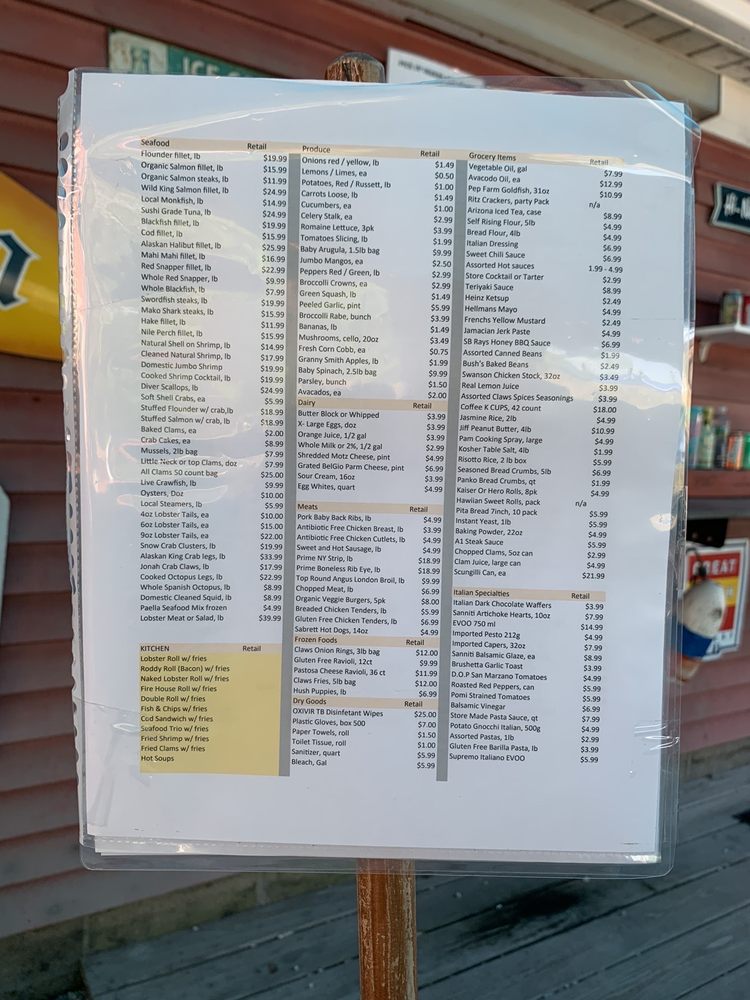 ICE
Seafood Retail
Flounder fillet, lb $19.99
Organic Salmon fillet, lb $15.99
Organic Salmon steaks, lb $11.99
Wild King Salmon fillet, lb $24.99
Local Monkfish, lb $14.99
Sushi Grade Tuna, lb $24.99
Blackfish fillet, lb $19.99
Cod fillet, lb $15.99
Alaskan Halibut fillet, lb $25.99
Mahi Mahi fillet, lb $16.99
Red Snapper fillet, lb $22.99
Whole Red Snapper, lb $9.99
Whole Blackfish, lb $7.99
Swordfish steaks, lb $19.99
Mako Shark steaks, lb $15.99
Hake fillet, lb $11.99
Nile Perch fillet, lb $15.99
Natural Shell on Shrimp, lb $14.99
Cleaned Natural Shrimp, lb $17.99
Domestic Jumbo Shrimp $19.99
Cooked Shrimp Cocktail, lb $19.99
Diver Scallops, lb $24.99
Soft Shell Crabs, ea $5.99
Stuffed Flounder w/ crab,lb $18.99
Stuffed Salmon w/ crab, lb $18.99
Baked Clams, ea $2.00
Crab Cakes, ea $8.99
Mussels, 2lb bag $7.99
Little Neck or top Clams, doz $7.99
All Clams 50 count bag $25.00
Live Crawfish, lb $5.99
Oysters, Doz $10.00
Local Steamers, lb $5.99
4oz Lobster Tails, ea $10.00
6oz Lobster Tails, ea $15.00
9oz Lobster Tails, ea $22.00
Snow Crab Clusters, lb $19.99
Alaskan King Crab legs, lb $33.99
Jonah Crab Claws, lb $17.99
Cooked Octopus Legs, lb $22.99
Whole Spanish Octopus, lb $8.99
Domestic Cleaned Squid, lb $8.99
Paella Seafood Mix frozen $4.99
Lobster Meat or Salad, lb $39.99
KITCHEN Retail
Lobster Roll w/ fries
Roddy Roll (Bacon) w/ fries
Naked Lobster Roll w/ fries
Fire House Roll w/ fries
Double Roll w/ fries
Fish & Chips w/ fries
Cod Sandwich w/ fries
Seafood Trio w/ fries
Fried Shrimp w/ fries
Fried Clams w/ fries
Hot Soups
Produce Retail
Onions red / yellow, lb $1.49
Lemons / Limes, ea $0.50
Potatoes, Red / Russett, lb $1.00
Carrots Loose, lb $1.49
Cucumbers, ea $1.00
Celery Stalk, ea $2.99
Romaine Lettuce, 3pk $3.99
Tomatoes Slicing, lb $1.99
Baby Arugula, 1.5lb bag $9.99
Jumbo Mangos, ea $2.50
Peppers Red / Green, lb $2.99
Broccolli Crowns, ea $2.99
Green Squash, lb $1.49
Peeled Garlic, pint $5.99
Broccolli Rabe, bunch $3.99
Bananas, lb $1.49
Mushrooms, cello, 20oz $3.49
Fresh Corn Cobb, ea $0.75
Granny Smith Apples, lb $1.99
Baby Spinach, 2.5lb bag $9.99
Parsley, bunch $1.50
Avacados, ea $2.00
Dairy Retail
Butter Block or Whipped $3.99
X- Large Eggs, doz $3.99
Orange Juice, 1/2 gal $3.99
Whole Milk or 2%, 1/2 gal $2.99
Shredded Motz Cheese, pint $4.99
Grated BelGio Parm Cheese, pint $6.99
Sour Cream, 16oz $3.99
Egg Whites, quart $4.99
Meats Retail
Pork Baby Back Ribs, lb $4.99
Antibiotic Free Chicken Breast, lb $3.99
Antibiotic Free Chicken Cutlets, lb $4.99
Sweet and Hot Sausage, lb $4.99
Prime NY Strip, lb $18.99
Prime Boneless Rib Eye, lb $18.99
Top Round Angus London Broil, lb $9.99
Chopped Meat, lb $6.99
Organic Veggie Burgers, 5pk $8.00
Breaded Chicken Tenders, lb $5.99
Gluten Free Chicken Tenders, lb $6.99
Sabrett Hot Dogs, 14oz $4.99
Frozen Foods Retail
Claws Onion Rings, 3lb bag $12.00
Gluten Free Ravioli, 12ct $9.99
Pastosa Cheese Ravioli, 36 ct $11.99
Claws Fries, 5lb bag $12.00
Hush Puppies, lb $6.99
Dry Goods Retail
OXIVIR TB Disinfetant Wipes $25.00
Plastic Gloves, box 500 $7.00
Paper Towels, roll $1.50
Toilet Tissue, roll $1.00
Sanitizer, quart $5.99
Bleach, Gal $5.99
Grocery Items Retail
Vegetable Oil, gal $7.99
Avacodo Oil, ea $12.99
Pep Farm Goldfish, 31oz $10.99
Ritz Crackers, party Pack n/a
Arizona Iced Tea, case $8.99
Self Rising Flour, 5lb $4.99
Bread Flour, 4lb $4.99
Italian Dressing $6.99
Sweet Chili Sauce $6.99
Assorted Hot sauces 1.99 - 4.99
Store Cocktail or Tarter $2.99
Teriyaki Sauce $8.99
Heinz Ketsup $2.49
Hellmans Mayo $4.99
Frenchs Yellow Mustard $2.49
Jamacian Jerk Paste $4.99
SB Rays Honey BBQ Sauce $6.99
Assorted Canned Beans $1.99
Bush's Baked Beans $2.49
Swanson Chicken Stock, 32oz $3.49
Real Lemon Juice $3.99
Assorted Claws Spices Seasonings $3.99
Coffee K CUPS, 42 count $18.00
Jasmine Rice, 2lb $4.99
Jiff Peanut Butter, 4lb $10.99
Pam Cooking Spray, large $4.99
Kosher Table Salt, 4lb $1.99
Risotto Rice, 2 lb box $5.99
Seasoned Bread Crumbs, 5lb $6.99
Panko Bread Crumbs, qt $1.99
Kaiser Or Hero Rolls, 8pk $4.99
Hawiian Sweet Rolls, pack n/a
Pita Bread 7inch, 10 pack $5.99
Instant Yeast, 1lb $5.99
Baking Powder, 22oz $4.99
A1 Steak Sauce $5.99
Chopped Clams, 5oz can $2.99
Clam Juice, large can $4.99
Scungilli Can, ea $21.99
Italian Specialties Retail
Italian Dark Chocolate Waffers $3.99
Sanniti Artichoke Hearts, 10oz $7.99
EVOO 750 ml $14.99
Imported Pesto 212g $4.99
Imported Capers, 32oz $7.99
Sanniti Balsamic Glaze, ea $8.99
Brushetta Garlic Toast $3.99
D.O.P San Marzano Tomatoes $4.99
Roasted Red Peppers, can $5.99
Pomi Strained Tomatoes $5.99
Balsamic Vinegar $6.99
Store Made Pasta Sauce, qt $7.99
Potato Gnocchi Italian, 500g $4.99
Assorted Pastas, 1lb $2.99
Gluten Free Barilla Pasta, lb $3.99
Supremo Italiano EVOO $5.99